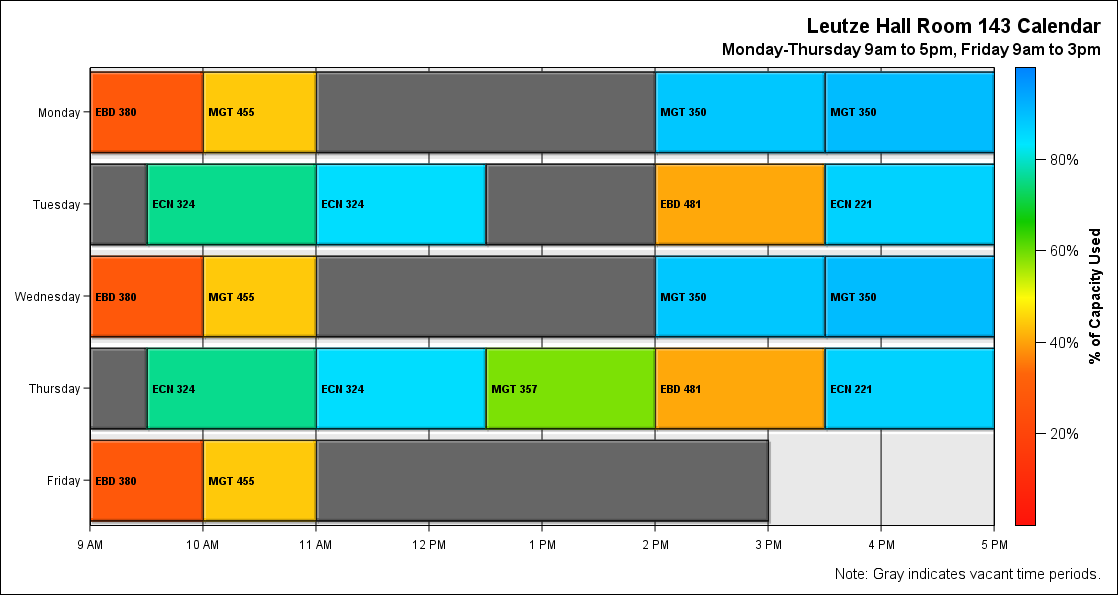 Leutze Hall Room 143 Calendar
Monday-Thursday 9am to 5pm, Friday 9am to 3pm
Monday
EBD 380
MGT 455
MGT 350
MGT 350
Tuesday
ECN 324
ECN 324
EBD 481
ECN 221
Wednesday
EBD 380
MGT 455
MGT 350
MGT 350
Thursday
ECN 324
ECN 324
MGT 357
EBD 481
ECN 221
Friday
EBD 380
MGT 455
9 AM
10 AM
11 AM
12 PM
1 PM
2 PM
3 PM
4 PM
5 PM
80%
60%
40%
20%
% of Capacity Used
Note: Gray indicates vacant time periods.